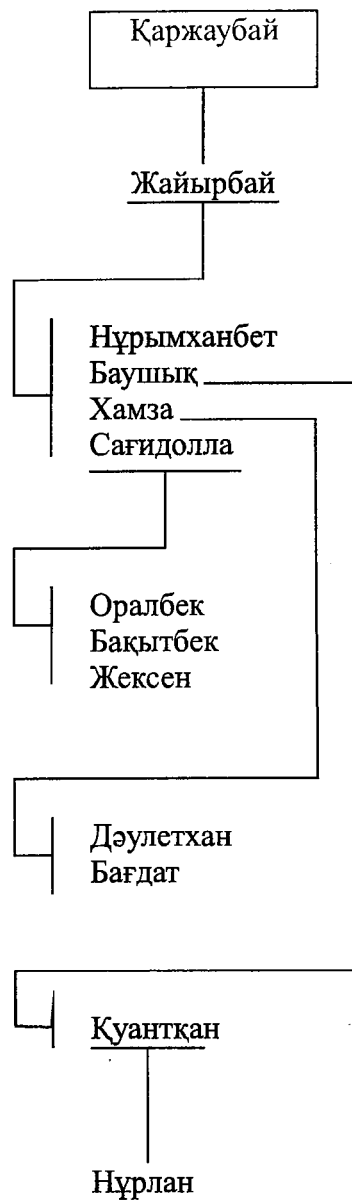 Қаржаубай
Жайырбай
Нұрымханбет
Баушық
Хамза
Сағидолла
Оралбек
Бақытбек
Жексен
Дәулетхан
Бағдат
Қуантқан
Нұрлан